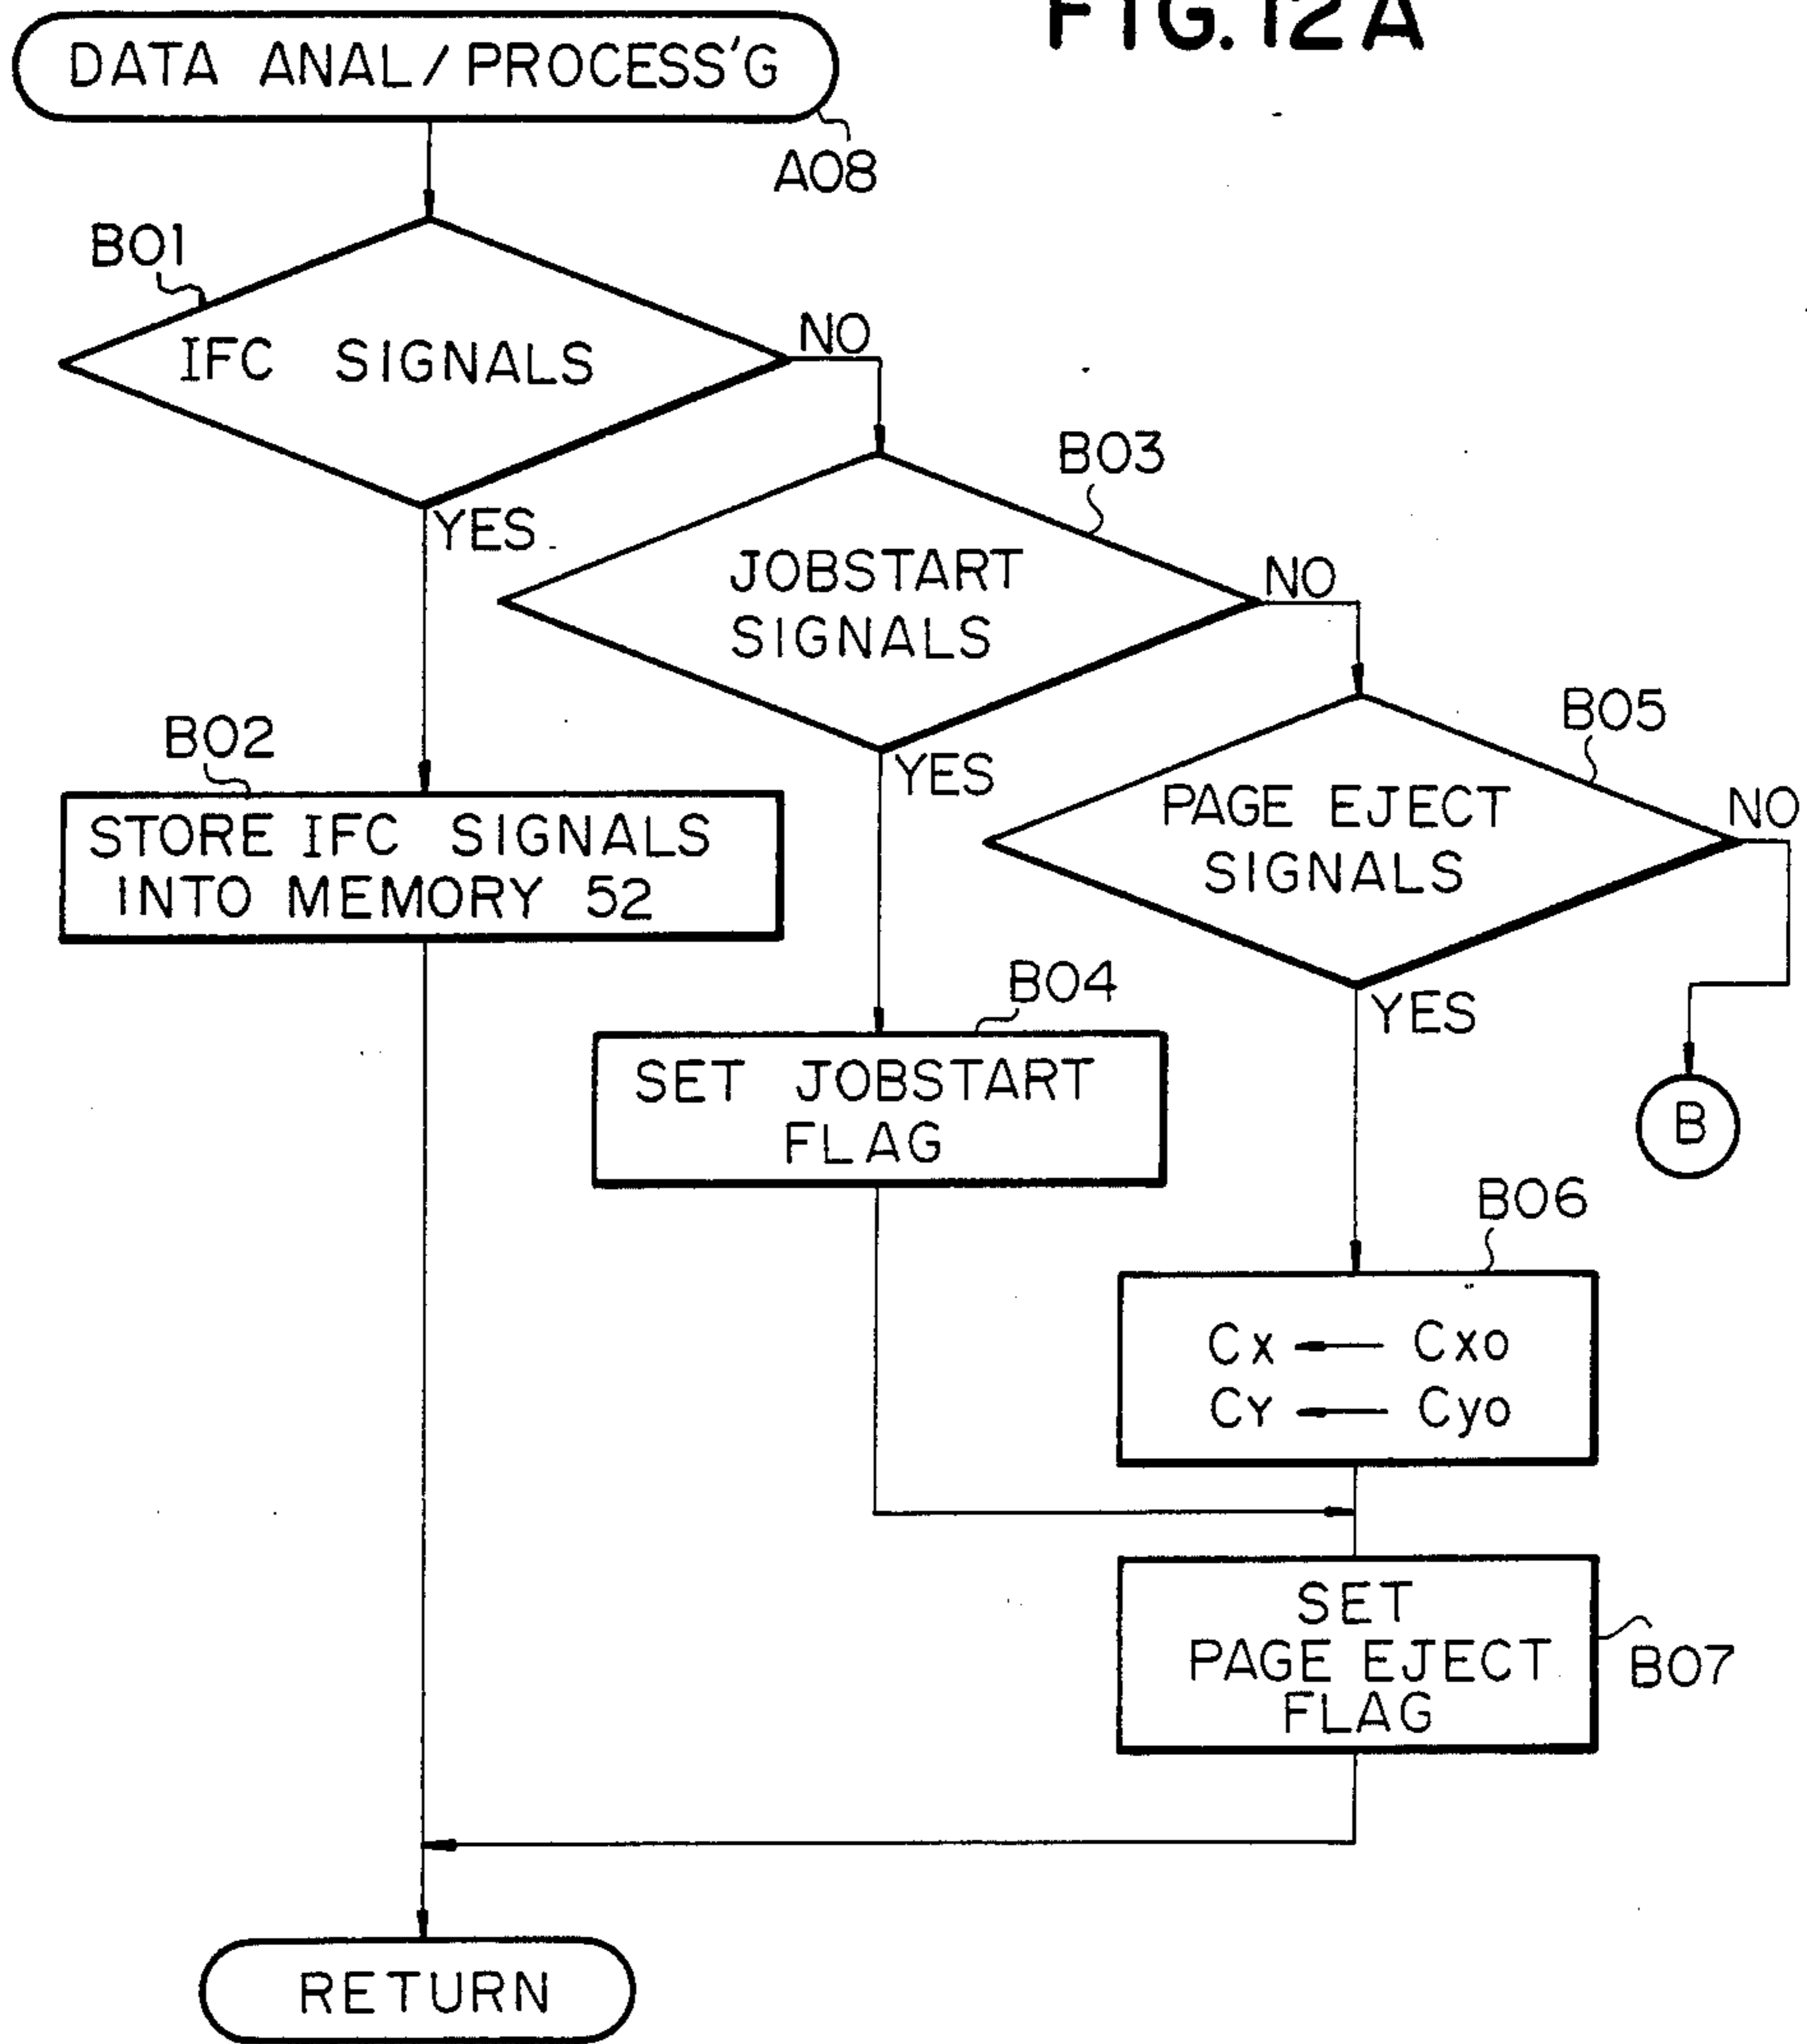 FIG. 12A
DATA ANAL/PROCESS'G
A08
B01
IFC SIGNALS
NO
YES
B03
JOBSTART
SIGNALS
NO
YES
B05
PAGE EJECT
SIGNALS
NO
YES
B02
STORE IFC SIGNALS
INTO MEMORY 52
B04
SET JOBSTART
FLAG
B
B06
Cx ← Cxo
CY ← Cyo
SET
PAGE EJECT
FLAG
B07
RETURN